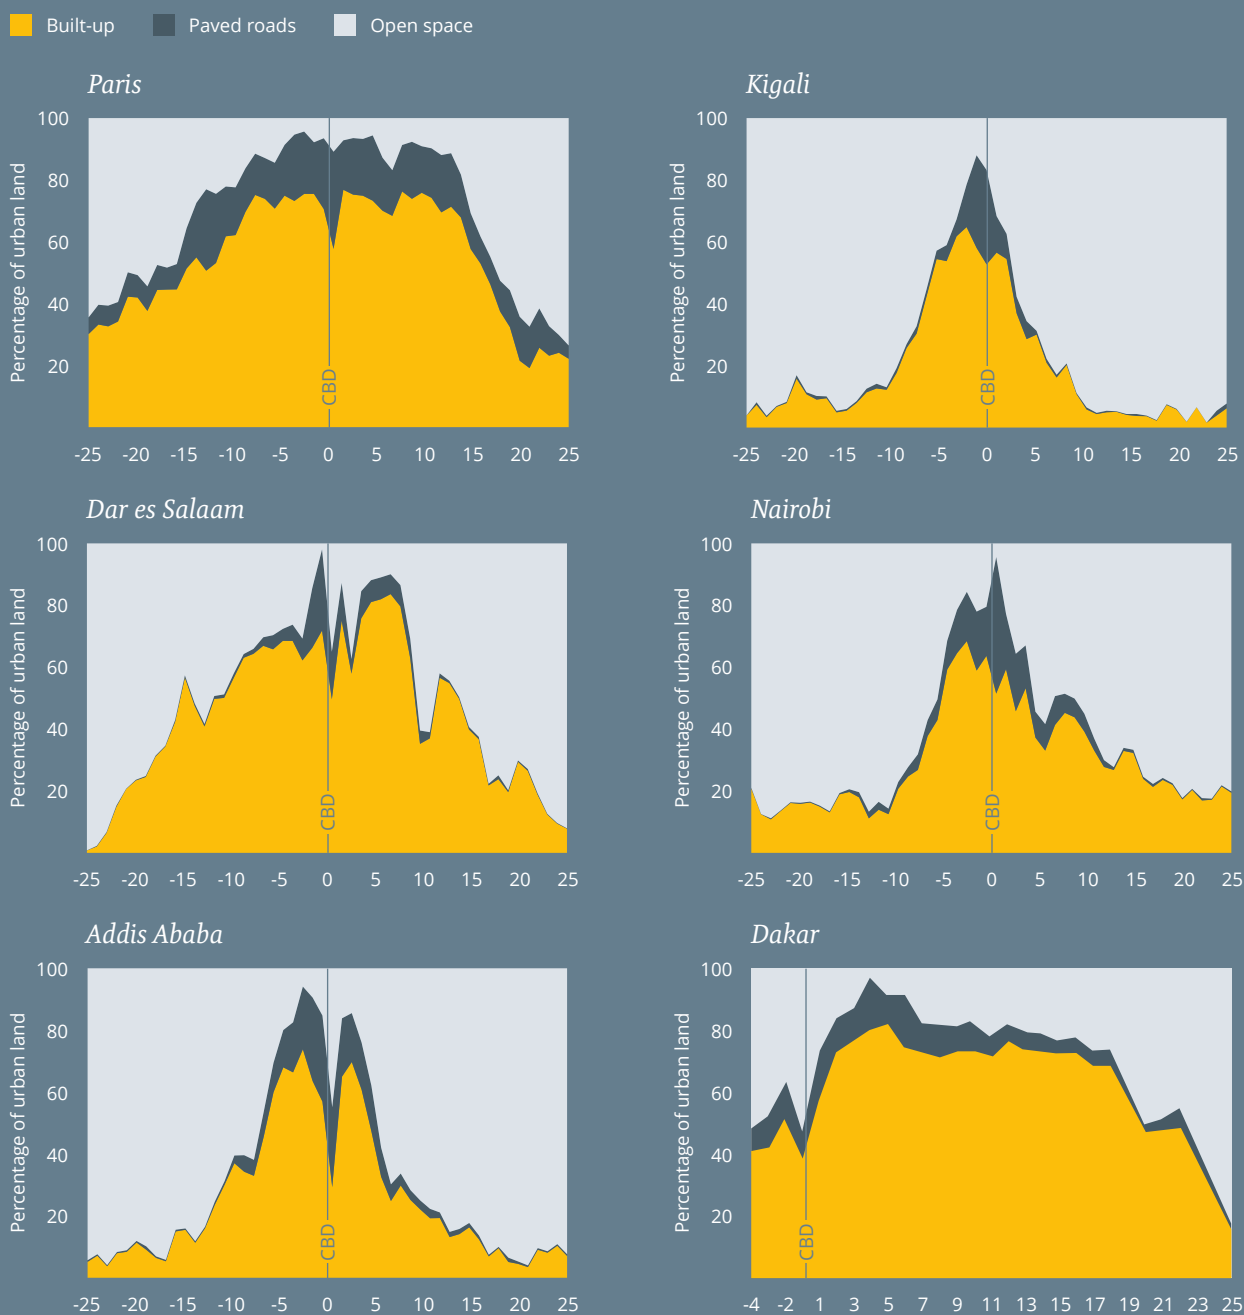 Built-up Paved roads Open space
Paris
Percentage of urban land
100
80
60
40
20
CBD
-25 -20 -15 -10 -5 0 5 10 15 20 25
Kigali
Percentage of urban land
100
80
60
40
20
CBD
-25 -20 -15 -10 -5 0 5 10 15 20 25
Dar es Salaam
Percentage of urban land
100
80
60
40
20
CBD
-25 -20 -15 -10 -5 0 5 10 15 20 25
Nairobi
Percentage of urban land
100
80
60
40
20
CBD
-25 -20 -15 -10 -5 0 5 10 15 20 25
Addis Ababa
Percentage of urban land
100
80
60
40
20
CBD
-25 -20 -15 -10 -5 0 5 10 15 20 25
Dakar
Percentage of urban land
100
80
60
40
20
CBD
-4 -2 1 3 5 7 9 11 13 15 17 19 21 23 25